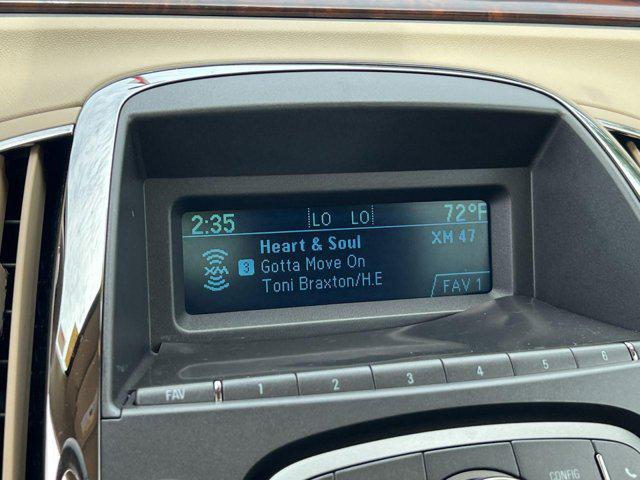 2:35 LO LO 72°F
Heart & Soul XM 47
XM 3 Gotta Move On
Toni Braxton/H.E FAV 1
FAV 1 2 3 4 5 6
CONFIG